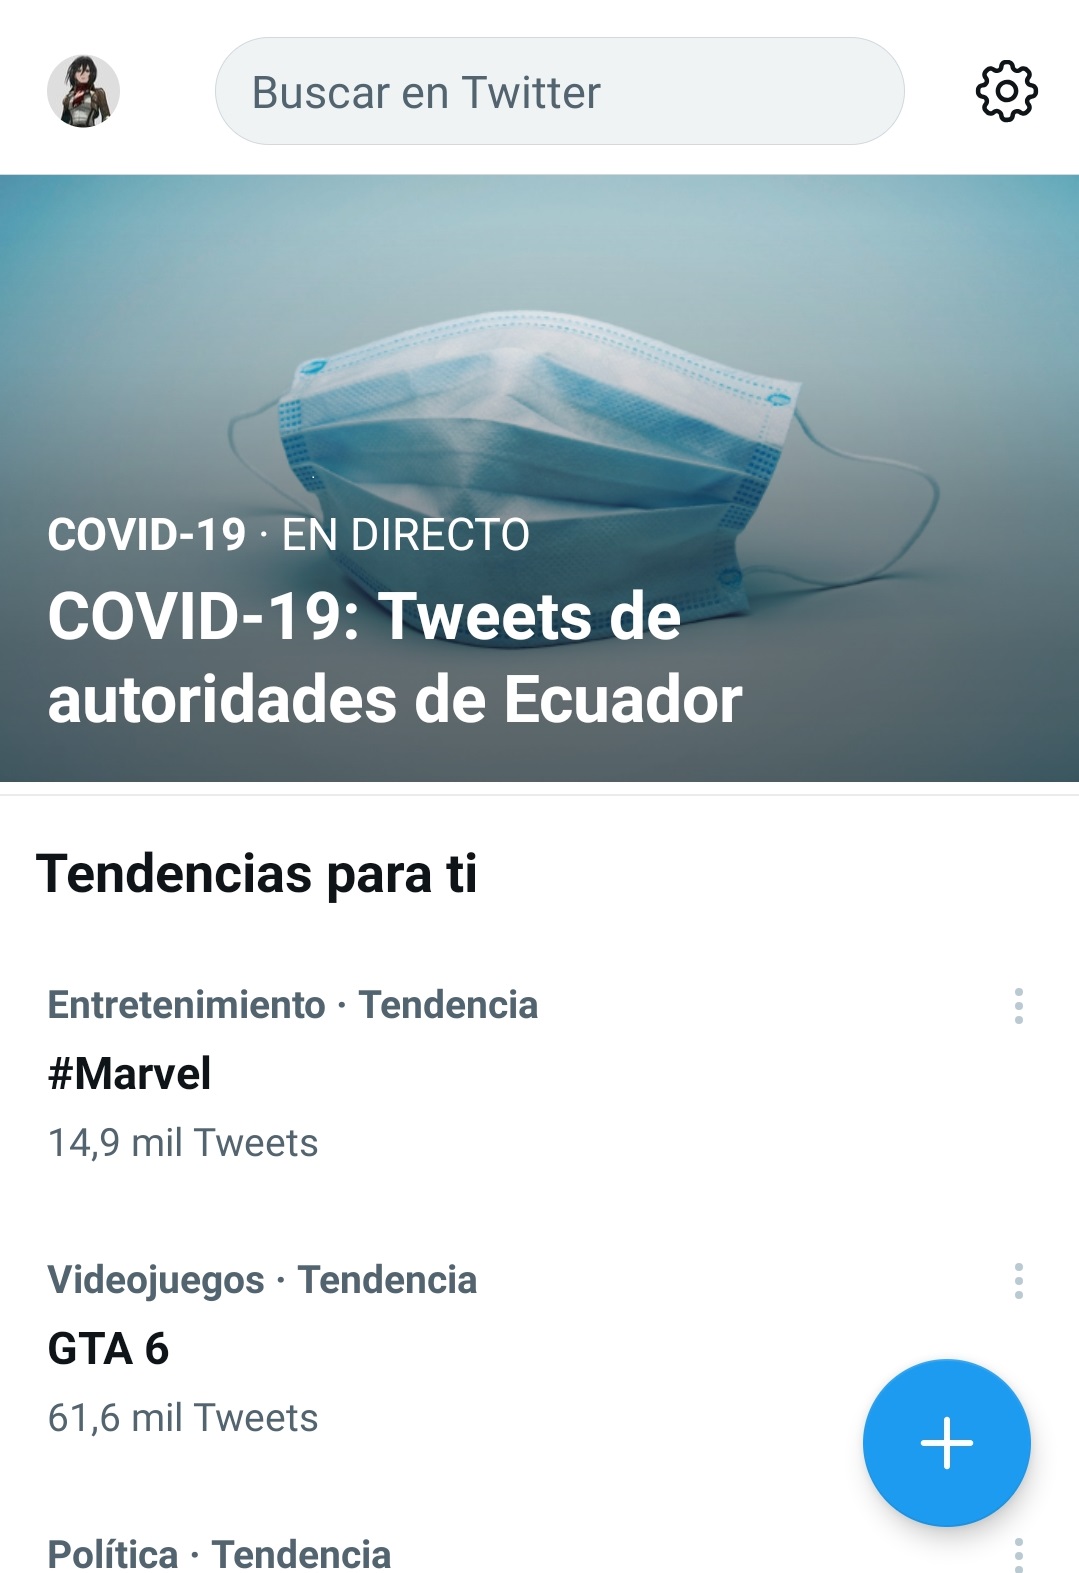 Buscar en Twitter
COVID-19 · EN DIRECTO
COVID-19: Tweets de
autoridades de Ecuador
Tendencias para ti
Entretenimiento · Tendencia
#Marvel
14,9 mil Tweets
Videojuegos · Tendencia
GTA 6
61,6 mil Tweets
Política · Tendencia